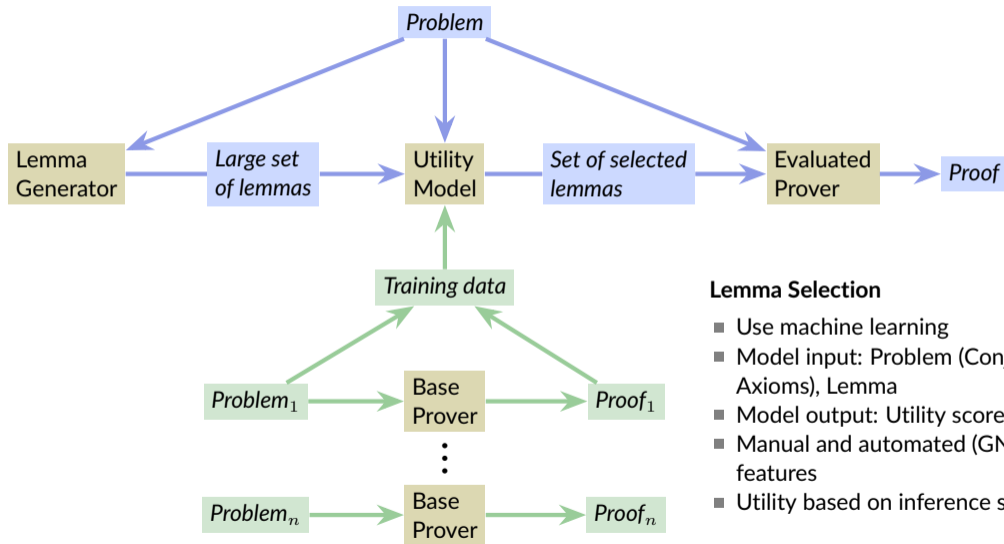 Problem
Lemma
Generator
Large set
of lemmas
Utility
Model
Set of selected
lemmas
Evaluated
Prover
Proof
Training data
Problem₁
Base
Prover
Proof₁
⋮
Problemₙ
Base
Prover
Proofₙ
Lemma Selection
■ Use machine learning
■ Model input: Problem (Con
Axioms), Lemma
■ Model output: Utility score
■ Manual and automated (GN
features
■ Utility based on inference s